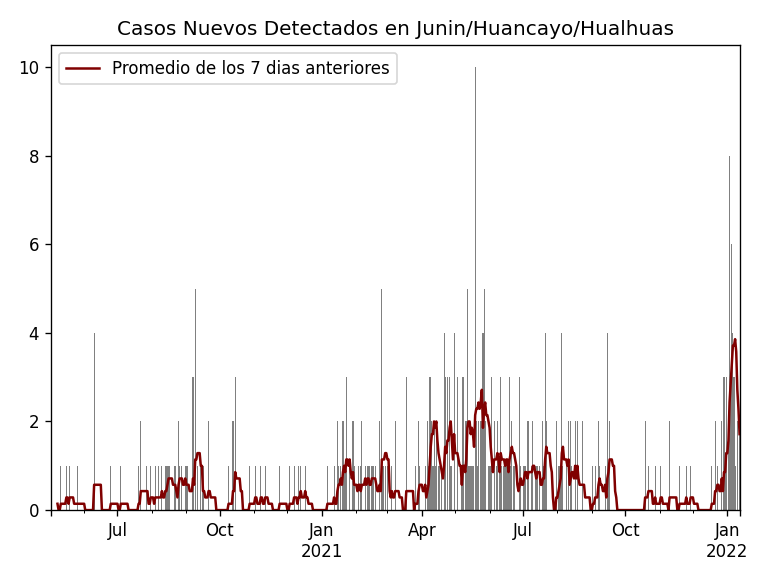 Casos Nuevos Detectados en Junin/Huancayo/Hualhuas
Promedio de los 7 dias anteriores
10
8
6
4
2
0
Jul
Oct
Jan
2021
Apr
Jul
Oct
Jan
2022